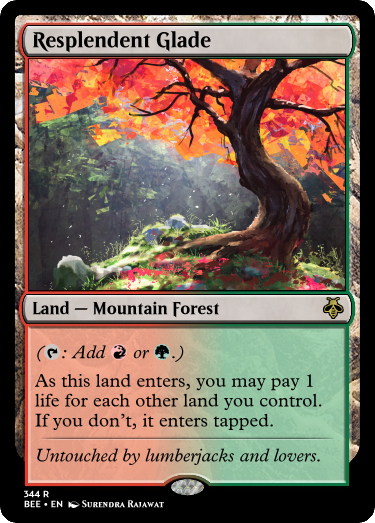 Resplendent Glade
Land — Mountain Forest
(T: Add R or G.)
As this land enters, you may pay 1
life for each other land you control.
If you don't, it enters tapped.
Untouched by lumberjacks and lovers.
344 R
BEE • EN Surendra Rajawat